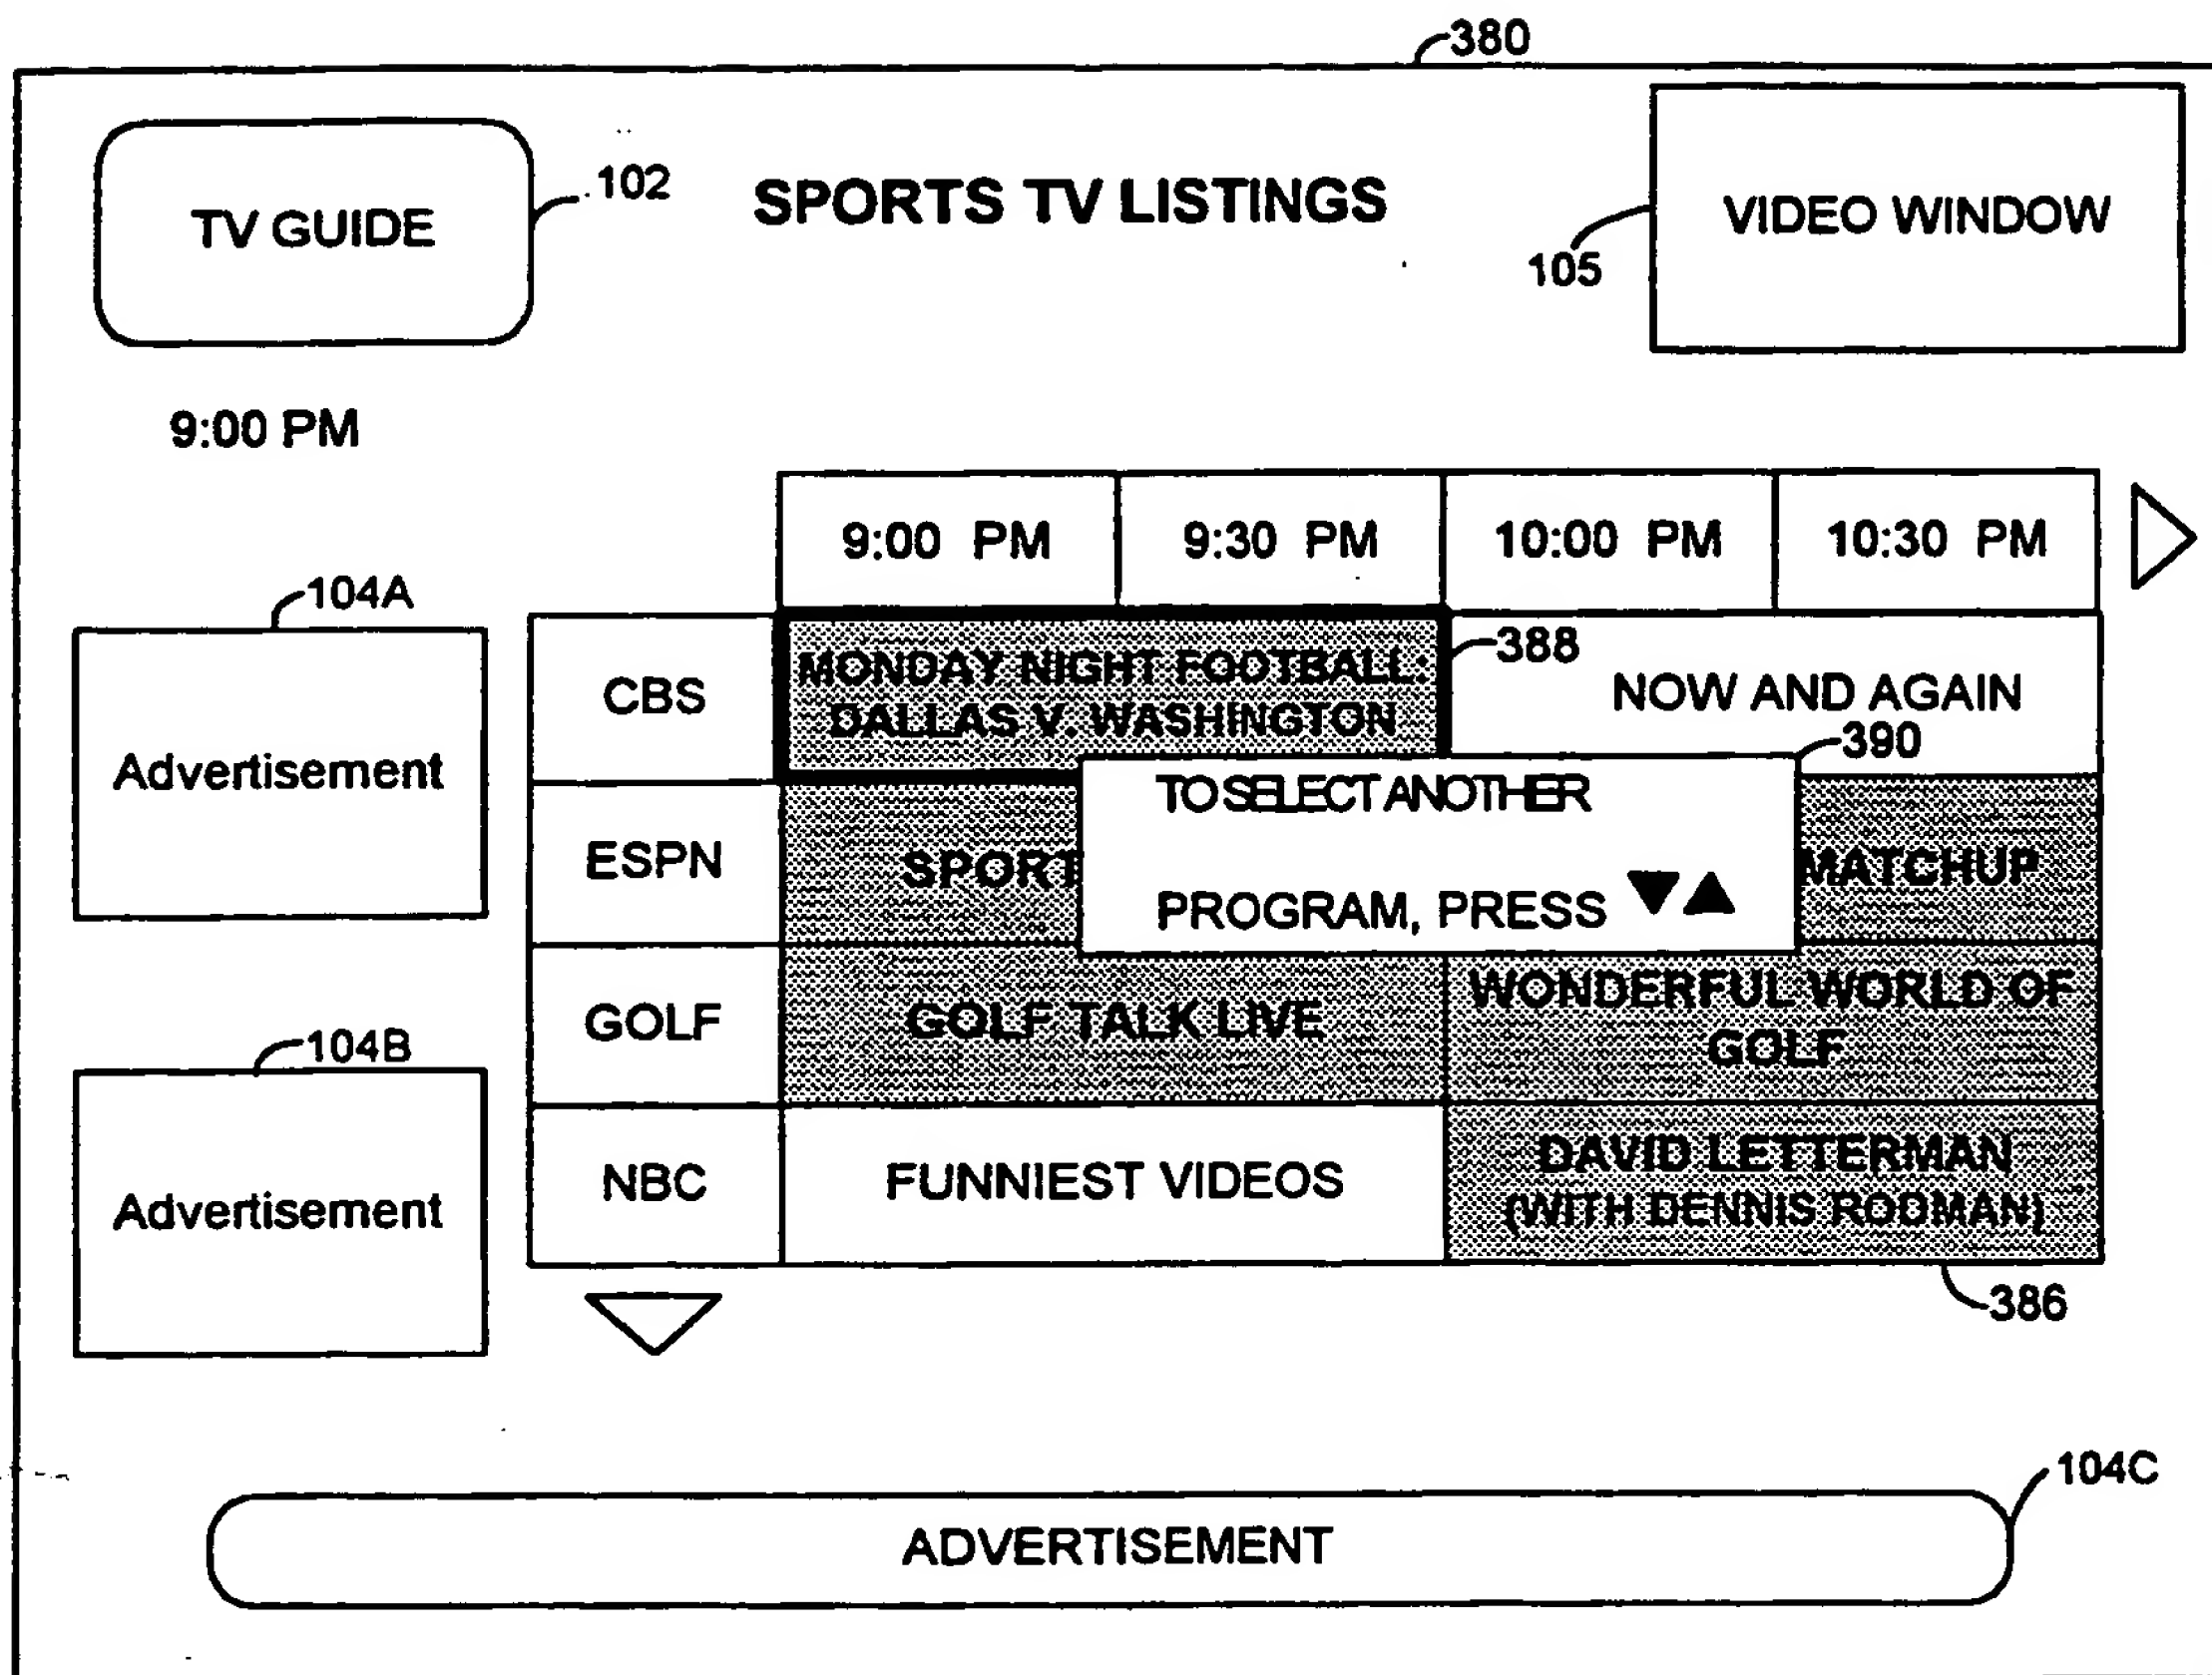 380
TV GUIDE
102
SPORTS TV LISTINGS
VIDEO WINDOW
105
9:00 PM
9:00 PM
9:30 PM
10:00 PM
10:30 PM
104A
Advertisement
CBS
MONDAY NIGHT FOOTBALL:
DALLAS V. WASHINGTON
388
NOW AND AGAIN
390
TO SELECT ANOTHER
PROGRAM, PRESS ▼▲
ESPN
SPORT
MATCHUP
GOLF
GOLF TALK LIVE
WONDERFUL WORLD OF
GOLF
104B
Advertisement
NBC
FUNNIEST VIDEOS
DAVID LETTERMAN
(WITH DENNIS RODMAN)
386
104C
ADVERTISEMENT